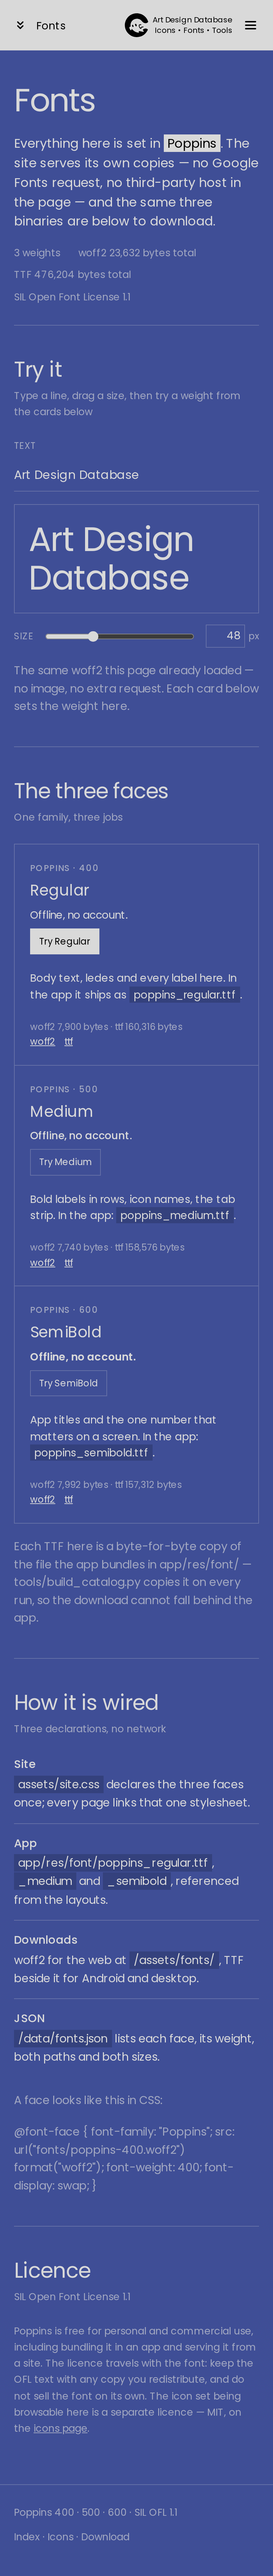 Fonts
Art Design Database
Icons • Fonts • Tools
Fonts
Everything here is set in Poppins. The
site serves its own copies — no Google
Fonts request, no third-party host in
the page — and the same three
binaries are below to download.
3 weights woff2 23,632 bytes total
TTF 476,204 bytes total
SIL Open Font License 1.1
Try it
Type a line, drag a size, then try a weight from
the cards below
TEXT
Art Design Database
Art Design
Database
SIZE 48 px
The same woff2 this page already loaded —
no image, no extra request. Each card below
sets the weight here.
The three faces
One family, three jobs
POPPINS · 400
Regular
Offline, no account.
Try Regular
Body text, ledes and every label here. In
the app it ships as poppins_regular.ttf.
woff2 7,900 bytes · ttf 160,316 bytes
woff2 ttf
POPPINS · 500
Medium
Offline, no account.
Try Medium
Bold labels in rows, icon names, the tab
strip. In the app: poppins_medium.ttf.
woff2 7,740 bytes · ttf 158,576 bytes
woff2 ttf
POPPINS · 600
SemiBold
Offline, no account.
Try SemiBold
App titles and the one number that
matters on a screen. In the app:
poppins_semibold.ttf.
woff2 7,992 bytes · ttf 157,312 bytes
woff2 ttf
Each TTF here is a byte-for-byte copy of
the file the app bundles in app/res/font/ —
tools/build_catalog.py copies it on every
run, so the download cannot fall behind the
app.
How it is wired
Three declarations, no network
Site
assets/site.css declares the three faces
once; every page links that one stylesheet.
App
app/res/font/poppins_regular.ttf,
_medium and _semibold, referenced
from the layouts.
Downloads
woff2 for the web at /assets/fonts/, TTF
beside it for Android and desktop.
JSON
/data/fonts.json lists each face, its weight,
both paths and both sizes.
A face looks like this in CSS:
@font-face { font-family: "Poppins"; src:
url("fonts/poppins-400.woff2")
format("woff2"); font-weight: 400; font-
display: swap; }
Licence
SIL Open Font License 1.1
Poppins is free for personal and commercial use,
including bundling it in an app and serving it from
a site. The licence travels with the font: keep the
OFL text with any copy you redistribute, and do
not sell the font on its own. The icon set being
browsable here is a separate licence — MIT, on
the icons page.
Poppins 400 · 500 · 600 · SIL OFL 1.1
Index · Icons · Download